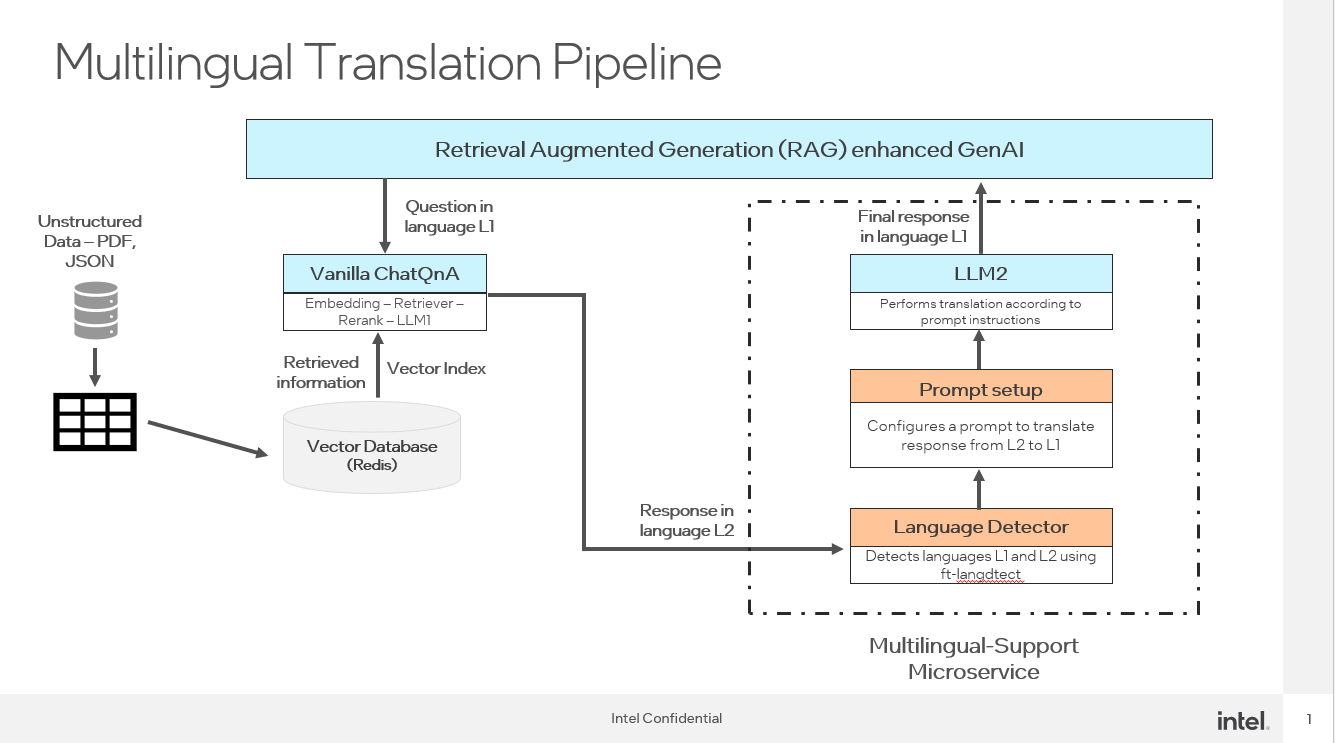 Multilingual Translation Pipeline
Retrieval Augmented Generation (RAG) enhanced GenAI
Question in
language L1
Unstructured
Data – PDF,
JSON
Vanilla ChatQnA
Embedding – Retriever –
Rerank – LLM1
Retrieved
information
Vector Index
Vector Database
(Redis)
Response in
language L2
Final response
in language L1
LLM2
Performs translation according to
prompt instructions
Prompt setup
Configures a prompt to translate
response from L2 to L1
Language Detector
Detects languages L1 and L2 using
ft-langdtect
Multilingual-Support
Microservice
Intel Confidential
intel.
1